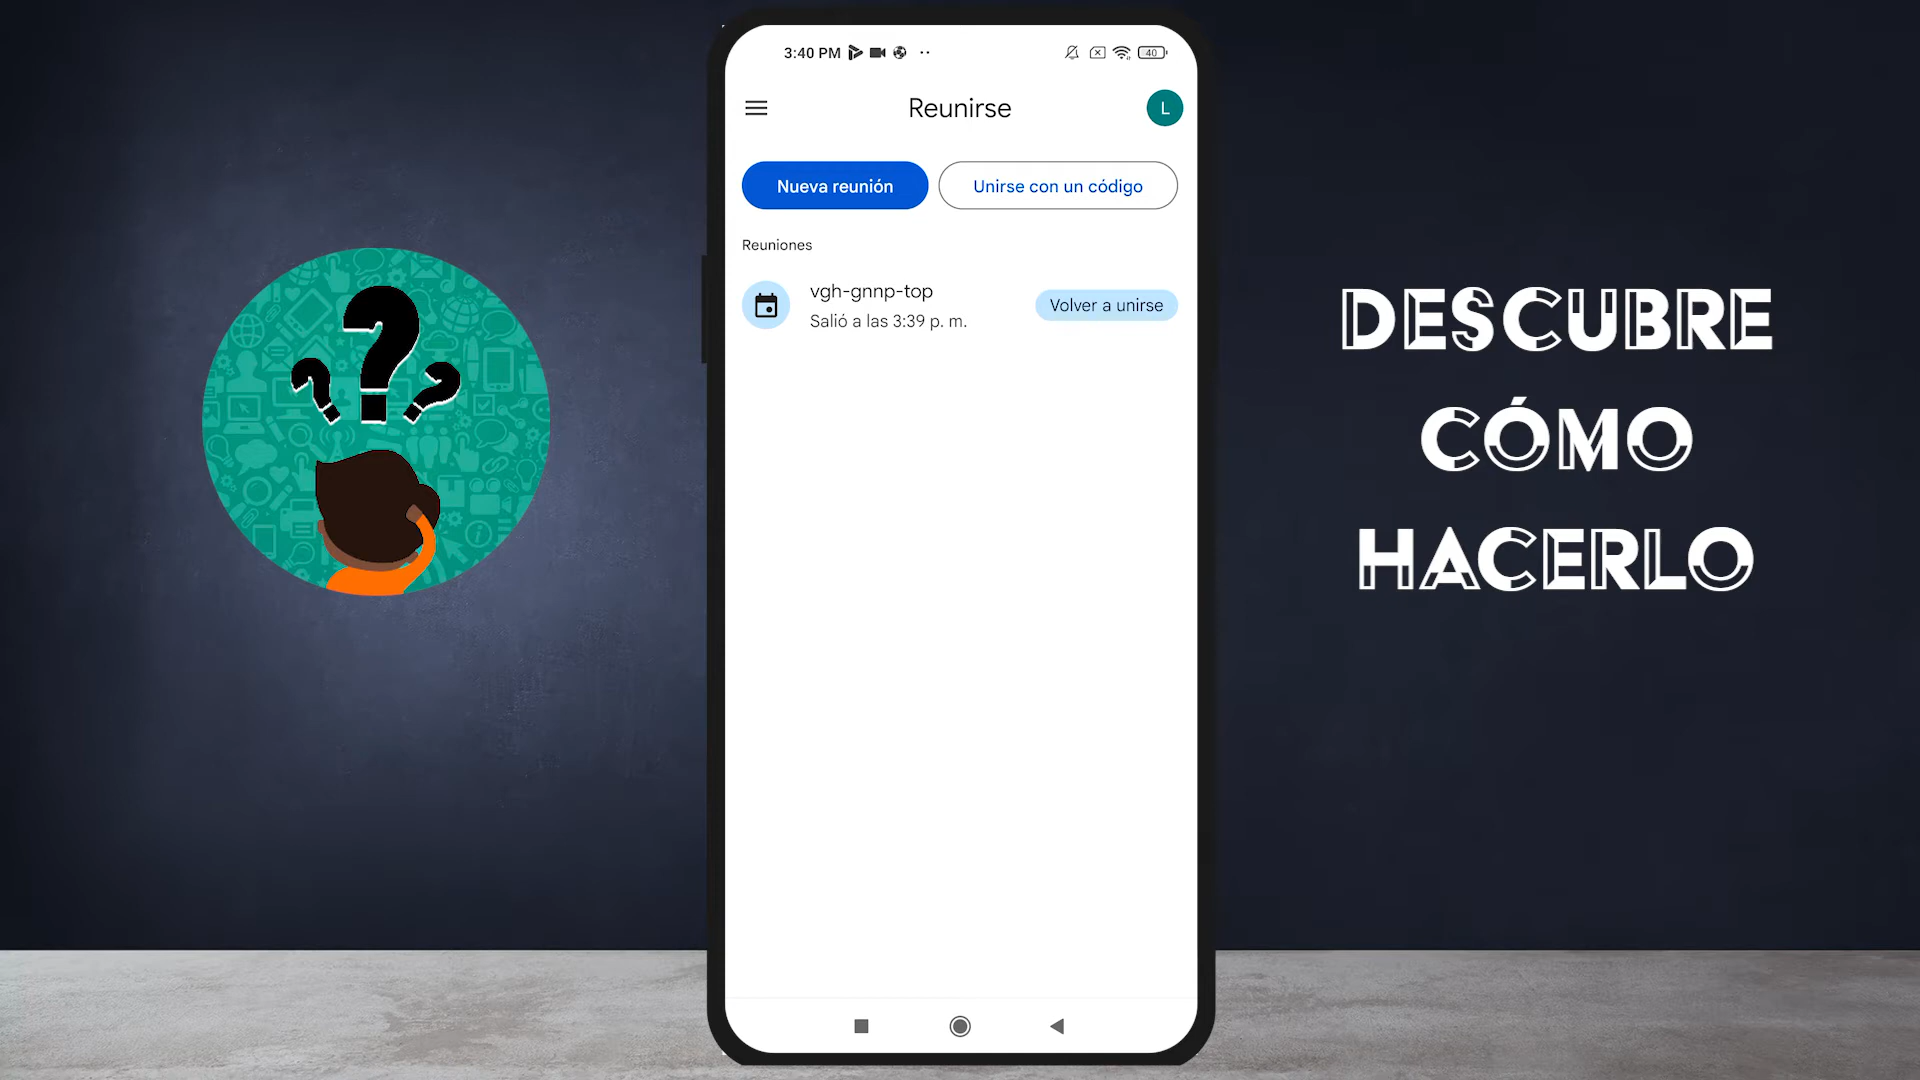 3:40 PM
40
Reunirse
L
Nueva reunión
Unirse con un código
Reuniones
vgh-gnnp-top
Salió a las 3:39 p. m.
Volver a unirse
DESCUBRE
CÓMO
HACERLO